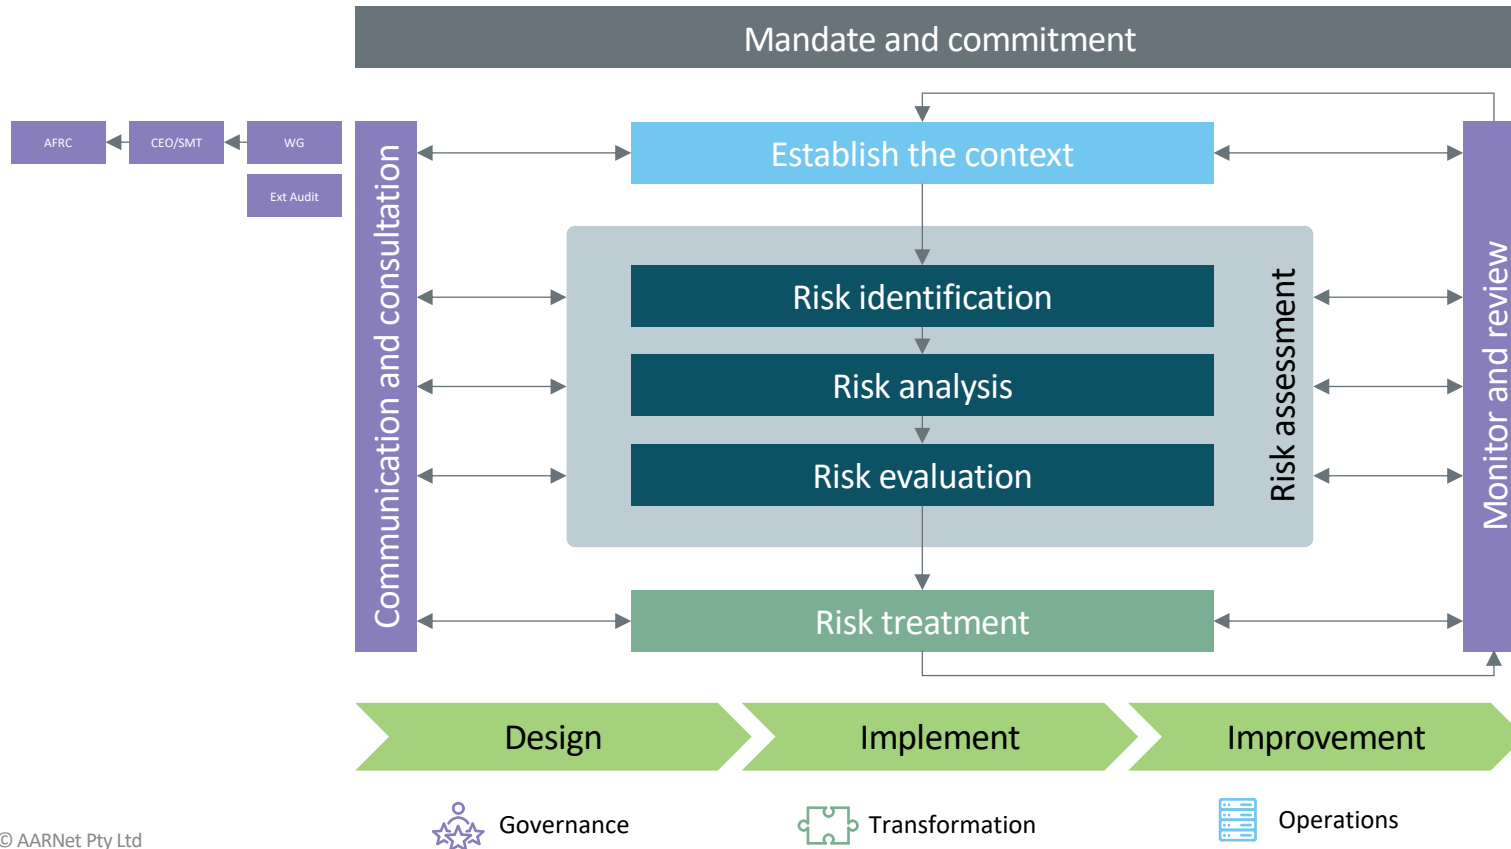 Mandate and commitment
AFRC
CEO/SMT
WG
Ext Audit
Communication and consultation
Establish the context
Risk identification
Risk analysis
Risk evaluation
Risk assessment
Risk treatment
Monitor and review
Design
Implement
Improvement
Governance
Transformation
Operations
© AARNet Pty Ltd